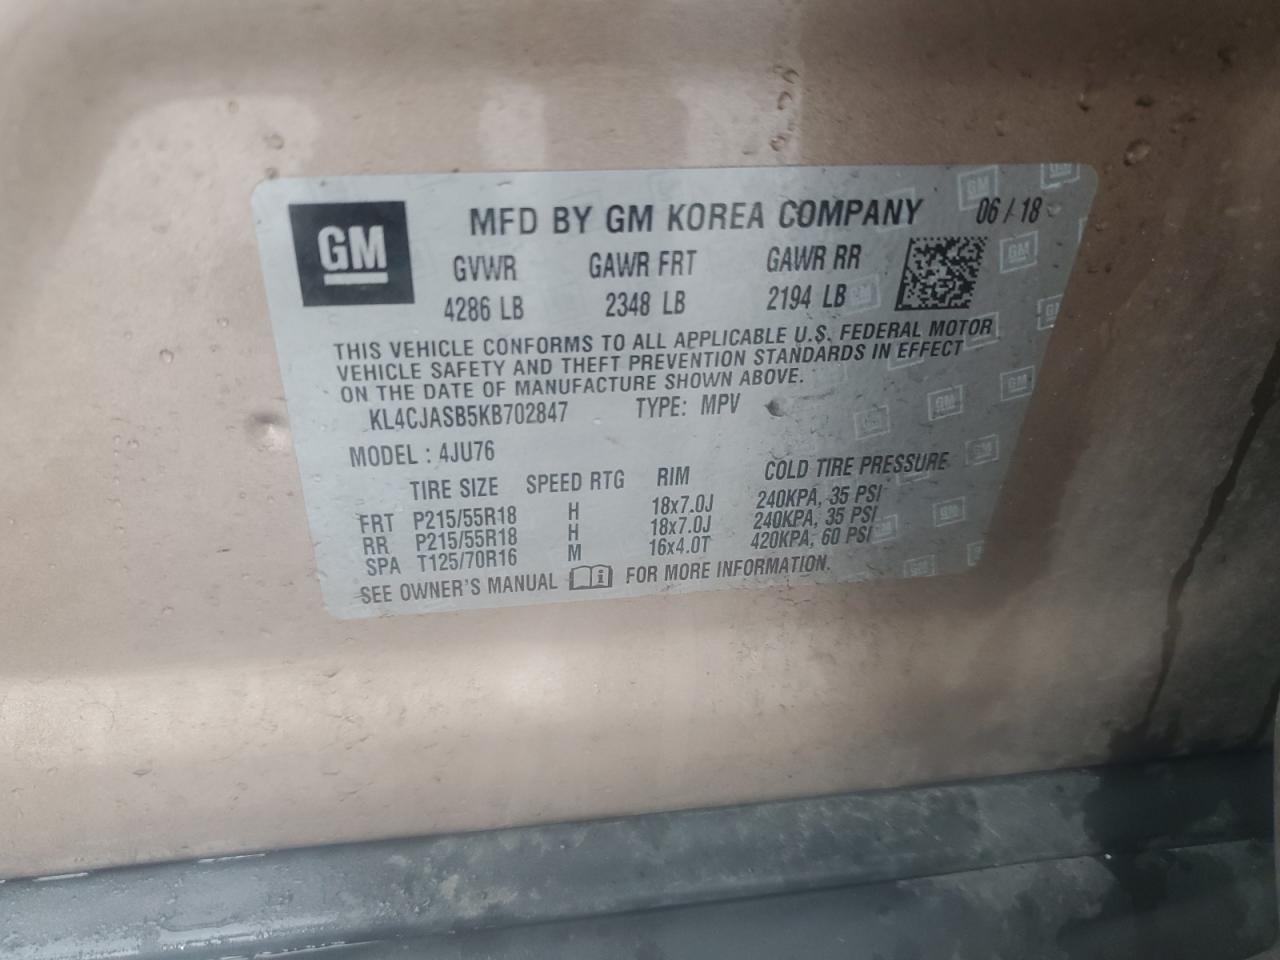 GM
MFD BY GM KOREA COMPANY 06/18
GVWR GAWR FRT GAWR RR
4286 LB 2348 LB 2194 LB
THIS VEHICLE CONFORMS TO ALL APPLICABLE U.S. FEDERAL MOTOR
VEHICLE SAFETY AND THEFT PREVENTION STANDARDS IN EFFECT
ON THE DATE OF MANUFACTURE SHOWN ABOVE.
KL4CJASB5KB702847 TYPE: MPV
MODEL : 4JU76
TIRE SIZE SPEED RTG RIM COLD TIRE PRESSURE
FRT P215/55R18 H 18x7.0J 240KPA, 35 PSI
RR P215/55R18 H 18x7.0J 240KPA, 35 PSI
SPA T125/70R16 M 16x4.0T 420KPA, 60 PSI
SEE OWNER'S MANUAL FOR MORE INFORMATION.